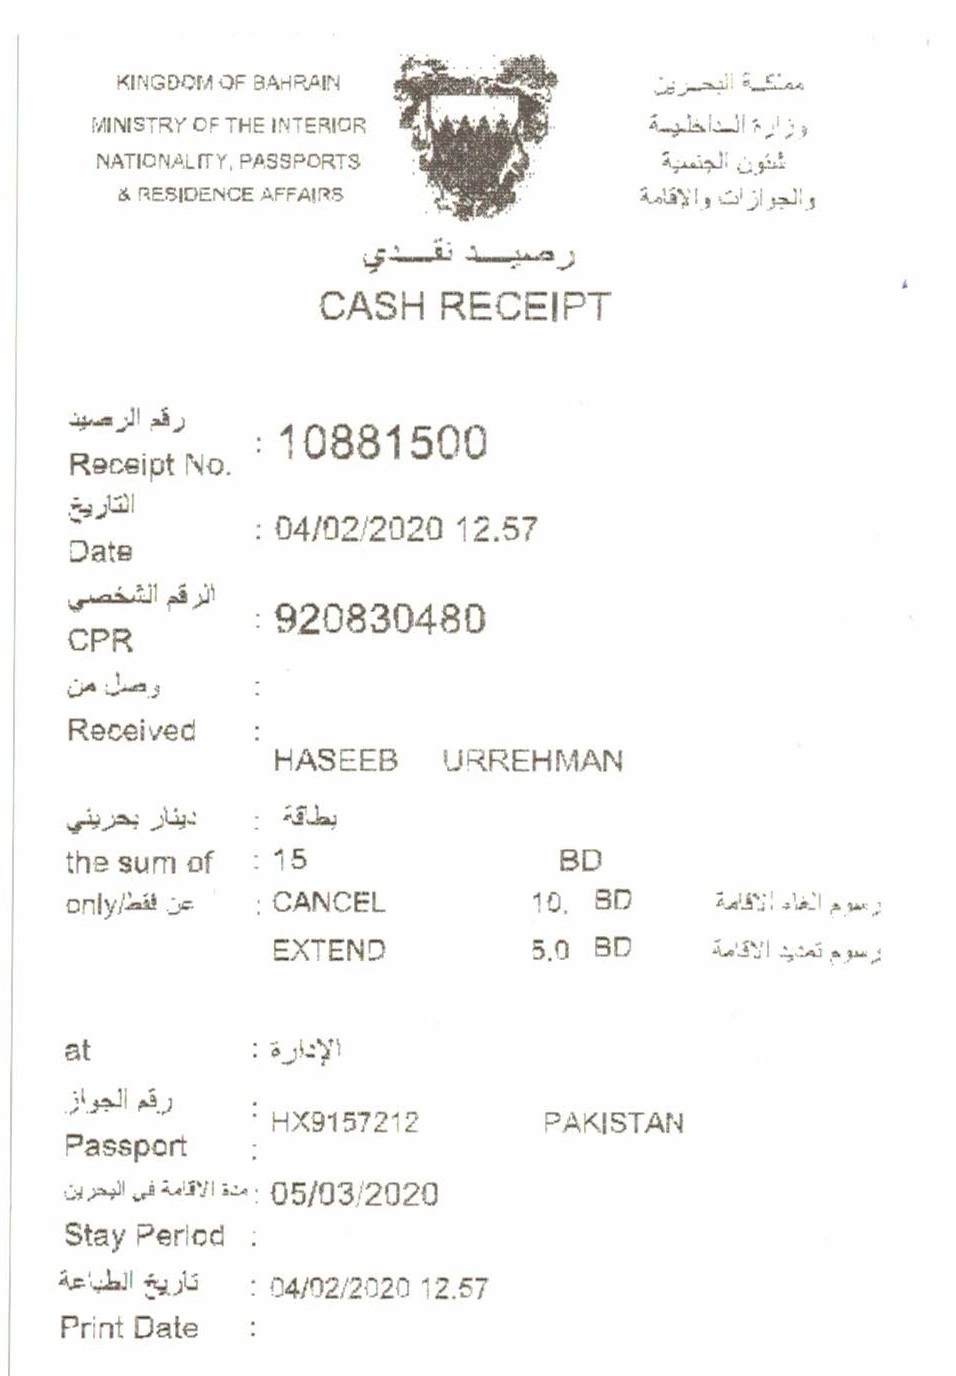 KINGDOM OF BAHRAIN
MINISTRY OF THE INTERIOR
NATIONALITY, PASSPORTS
& RESIDENCE AFFAIRS
مملكة البحرين
وزارة الداخلية
شئون الجنسية
والجوازات والإقامة
رصيد نقدي
CASH RECEIPT
رقم الرصيد
Receipt No. : 10881500
التاريخ
Date : 04/02/2020 12.57
الرقم الشخصي
CPR : 920830480
وصل من :
Received :
HASEEB URREHMAN
دينار بحريني : بطاقة
the sum of : 15 BD
only/عن فقط : CANCEL 10. BD رسوم الغاء الاقامة
EXTEND 5.0 BD رسوم تمديد الاقامة
at : الإدارة
رقم الجواز : HX9157212 PAKISTAN
Passport :
مدة الاقامة في البحرين : 05/03/2020
Stay Period :
تاريخ الطباعة : 04/02/2020 12.57
Print Date :